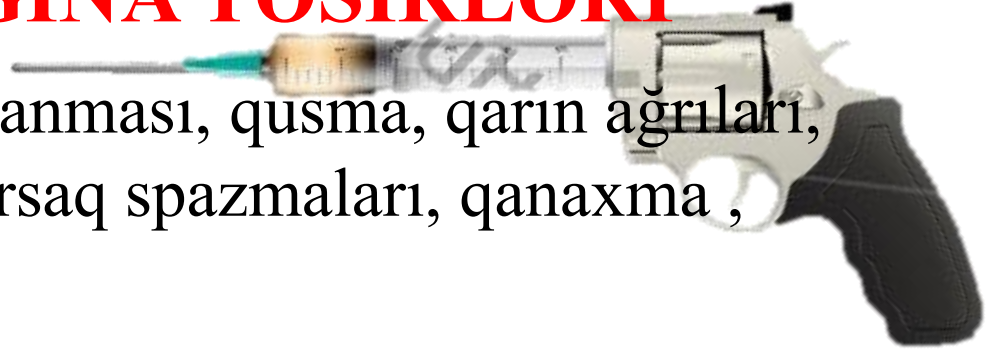 anması, qusma, qarın ağrıları,
rsaq spazmaları, qanaxma ,